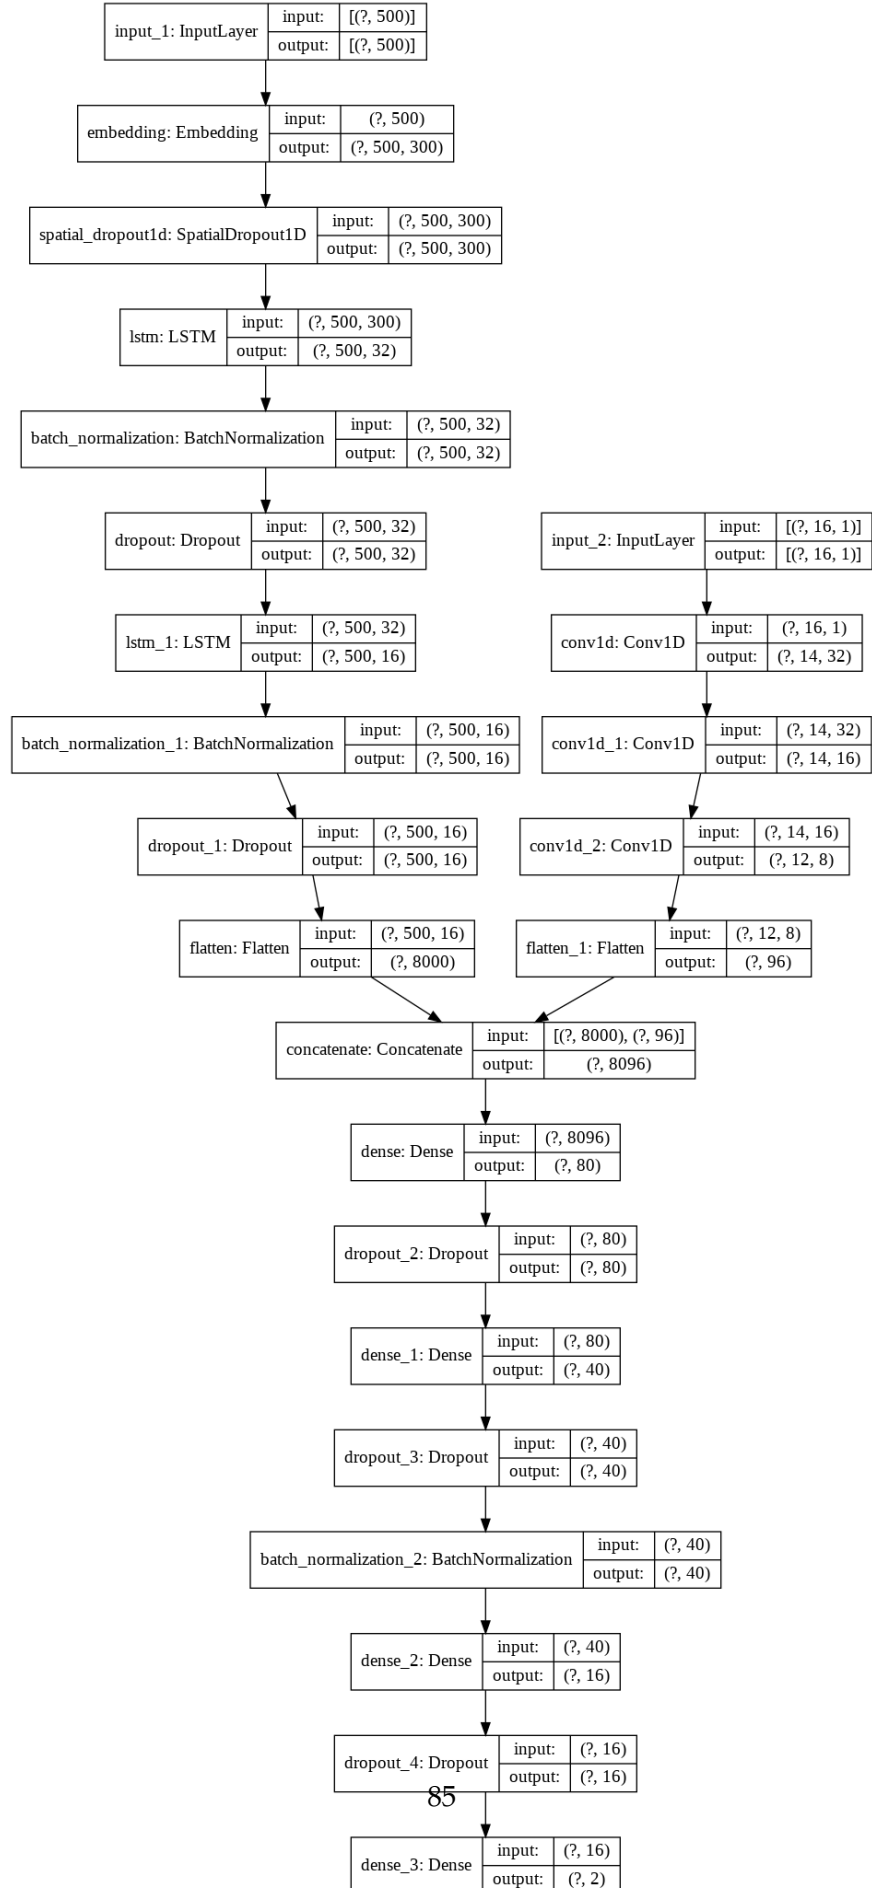 input_1: InputLayer input: [(?, 500)]
output: [(?, 500)]
embedding: Embedding input: (?, 500)
output: (?, 500, 300)
spatial_dropout1d: SpatialDropout1D input: (?, 500, 300)
output: (?, 500, 300)
lstm: LSTM input: (?, 500, 300)
output: (?, 500, 32)
batch_normalization: BatchNormalization input: (?, 500, 32)
output: (?, 500, 32)
dropout: Dropout input: (?, 500, 32)
output: (?, 500, 32)
input_2: InputLayer input: [(?, 16, 1)]
output: [(?, 16, 1)]
lstm_1: LSTM input: (?, 500, 32)
output: (?, 500, 16)
conv1d: Conv1D input: (?, 16, 1)
output: (?, 14, 32)
batch_normalization_1: BatchNormalization input: (?, 500, 16)
output: (?, 500, 16)
conv1d_1: Conv1D input: (?, 14, 32)
output: (?, 14, 16)
dropout_1: Dropout input: (?, 500, 16)
output: (?, 500, 16)
conv1d_2: Conv1D input: (?, 14, 16)
output: (?, 12, 8)
flatten: Flatten input: (?, 500, 16)
output: (?, 8000)
flatten_1: Flatten input: (?, 12, 8)
output: (?, 96)
concatenate: Concatenate input: [(?, 8000), (?, 96)]
output: (?, 8096)
dense: Dense input: (?, 8096)
output: (?, 80)
dropout_2: Dropout input: (?, 80)
output: (?, 80)
dense_1: Dense input: (?, 80)
output: (?, 40)
dropout_3: Dropout input: (?, 40)
output: (?, 40)
batch_normalization_2: BatchNormalization input: (?, 40)
output: (?, 40)
dense_2: Dense input: (?, 40)
output: (?, 16)
dropout_4: Dropout input: (?, 16)
output: (?, 16)
85
dense_3: Dense input: (?, 16)
output: (?, 2)